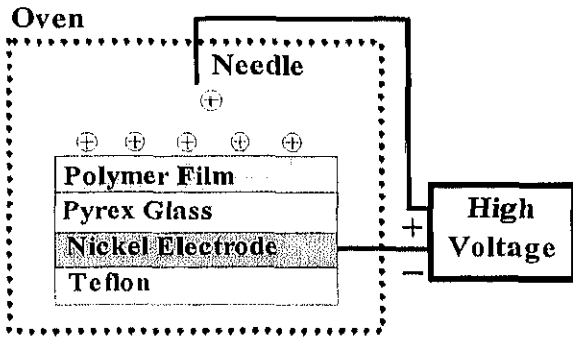 Oven
Needle
Polymer Film
Pyrex Glass
Nickel Electrode
Teflon
High
Voltage
+
−